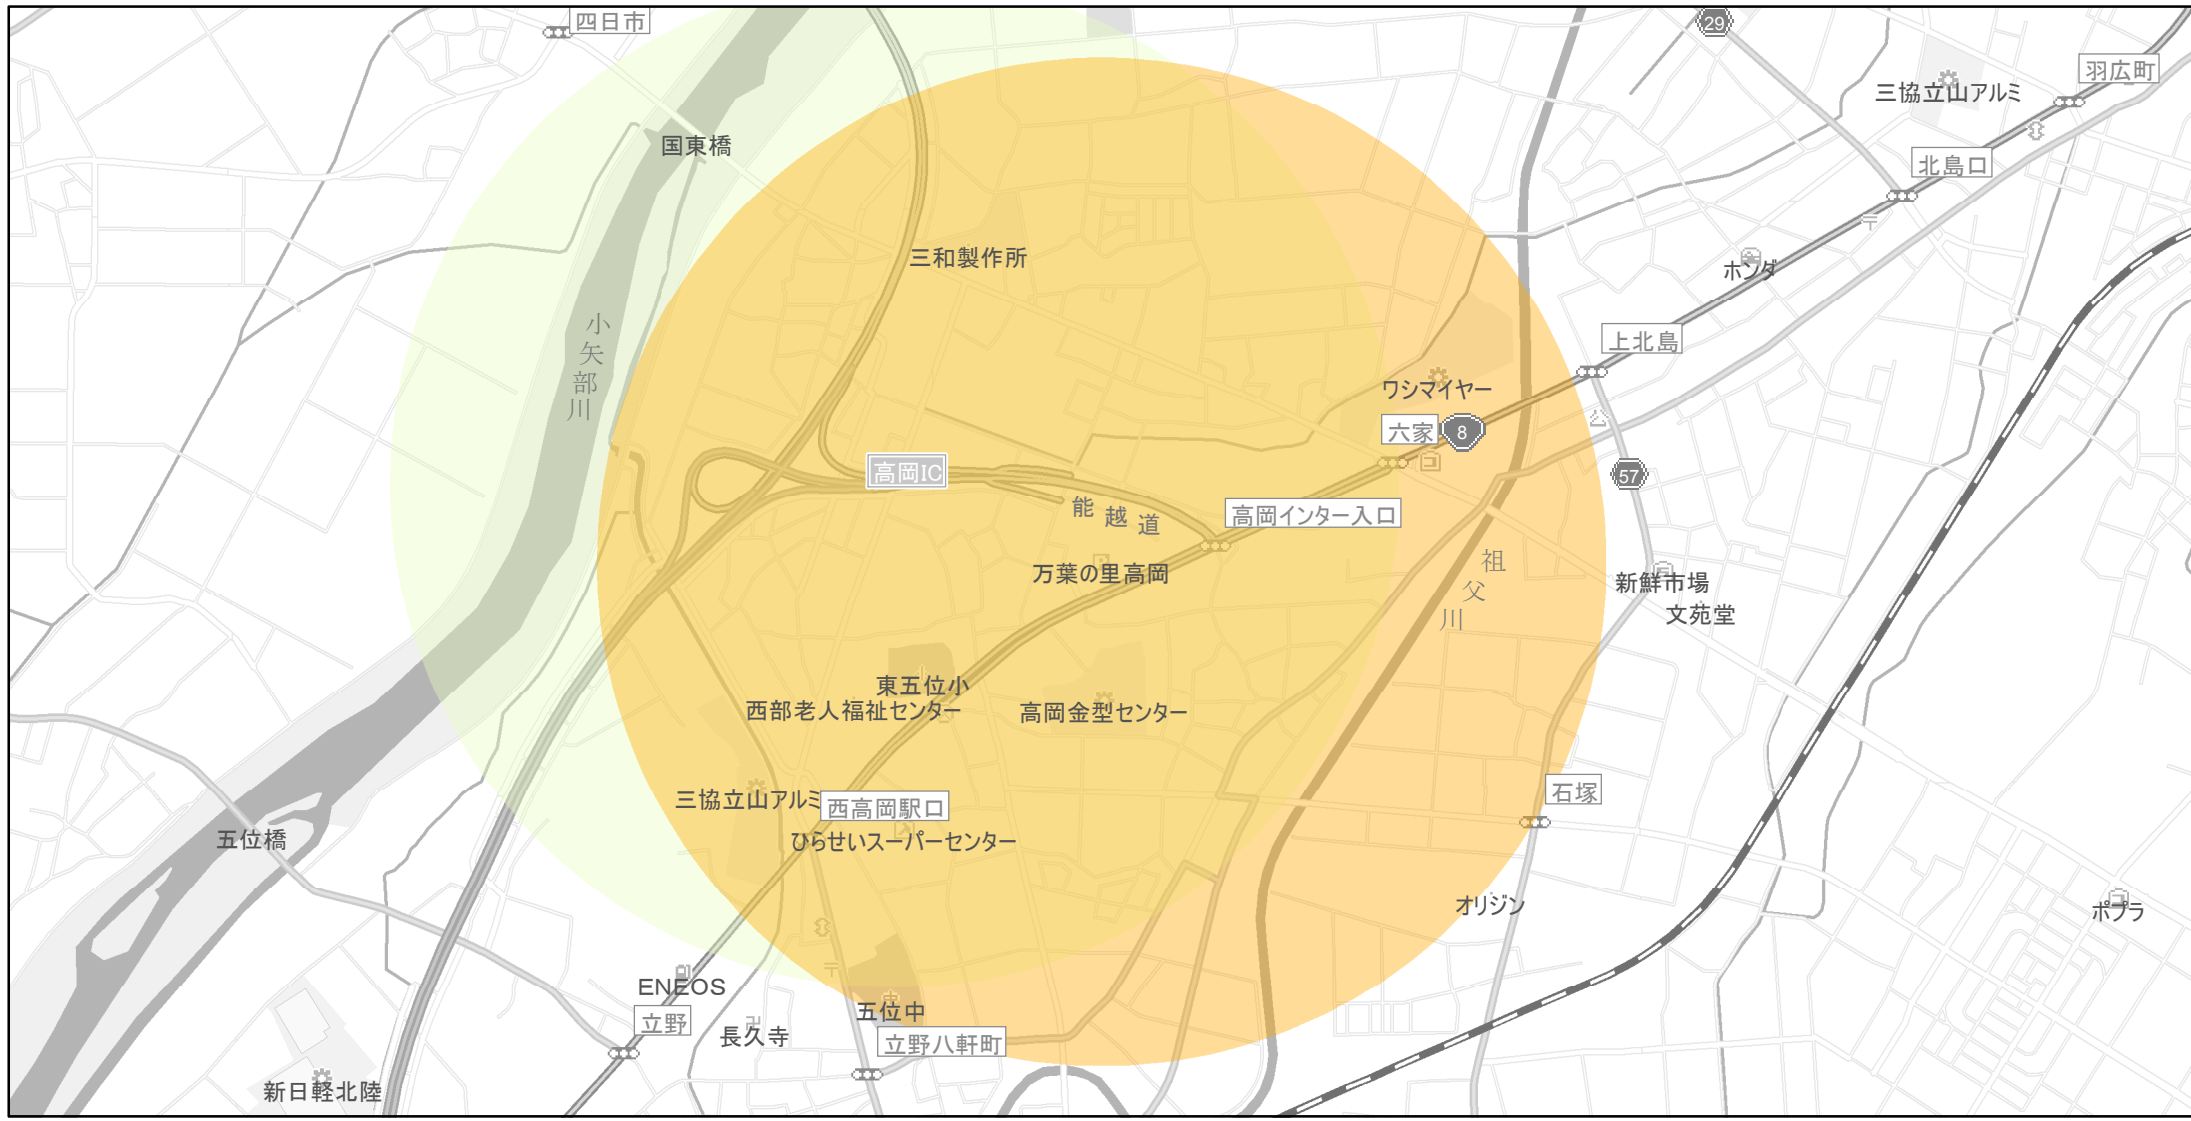 四日市
29
羽広町
三協立山アルミ
国東橋
北島口
三和製作所
ホンダ
小矢部川
上北島
ワシマイヤー
六家
8
高岡IC
57
能越道
高岡インター入口
祖父川
万葉の里高岡
新鮮市場
文苑堂
東五位小
西部老人福祉センター
高岡金型センター
三協立山アルミ
西高岡駅口
石塚
五位橋
ひらせいスーパーセンター
オリジン
ポプラ
ENEOS
五位中
立野
長久寺
立野八軒町
新日軽北陸